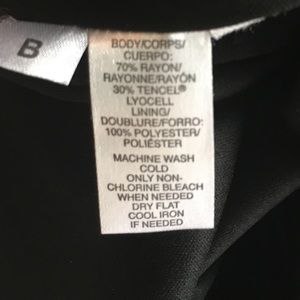 B
BODY/CORPS/
CUERPO:
70% RAYON/
RAYONNE/RAYÓN
30% TENCEL®
LYOCELL
LINING/
DOUBLURE/FORRO:
100% POLYESTER/
POLIÉSTER
MACHINE WASH
COLD
ONLY NON-
CHLORINE BLEACH
WHEN NEEDED
DRY FLAT
COOL IRON
IF NEEDED